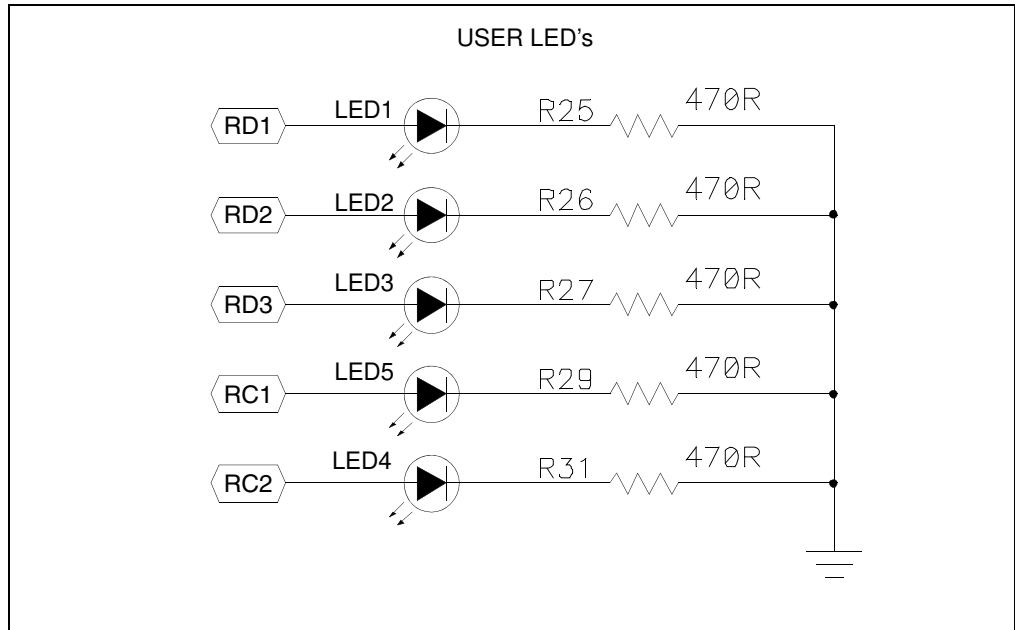 USER LED's
RD1 LED1 R25 470R
RD2 LED2 R26 470R
RD3 LED3 R27 470R
RC1 LED5 R29 470R
RC2 LED4 R31 470R